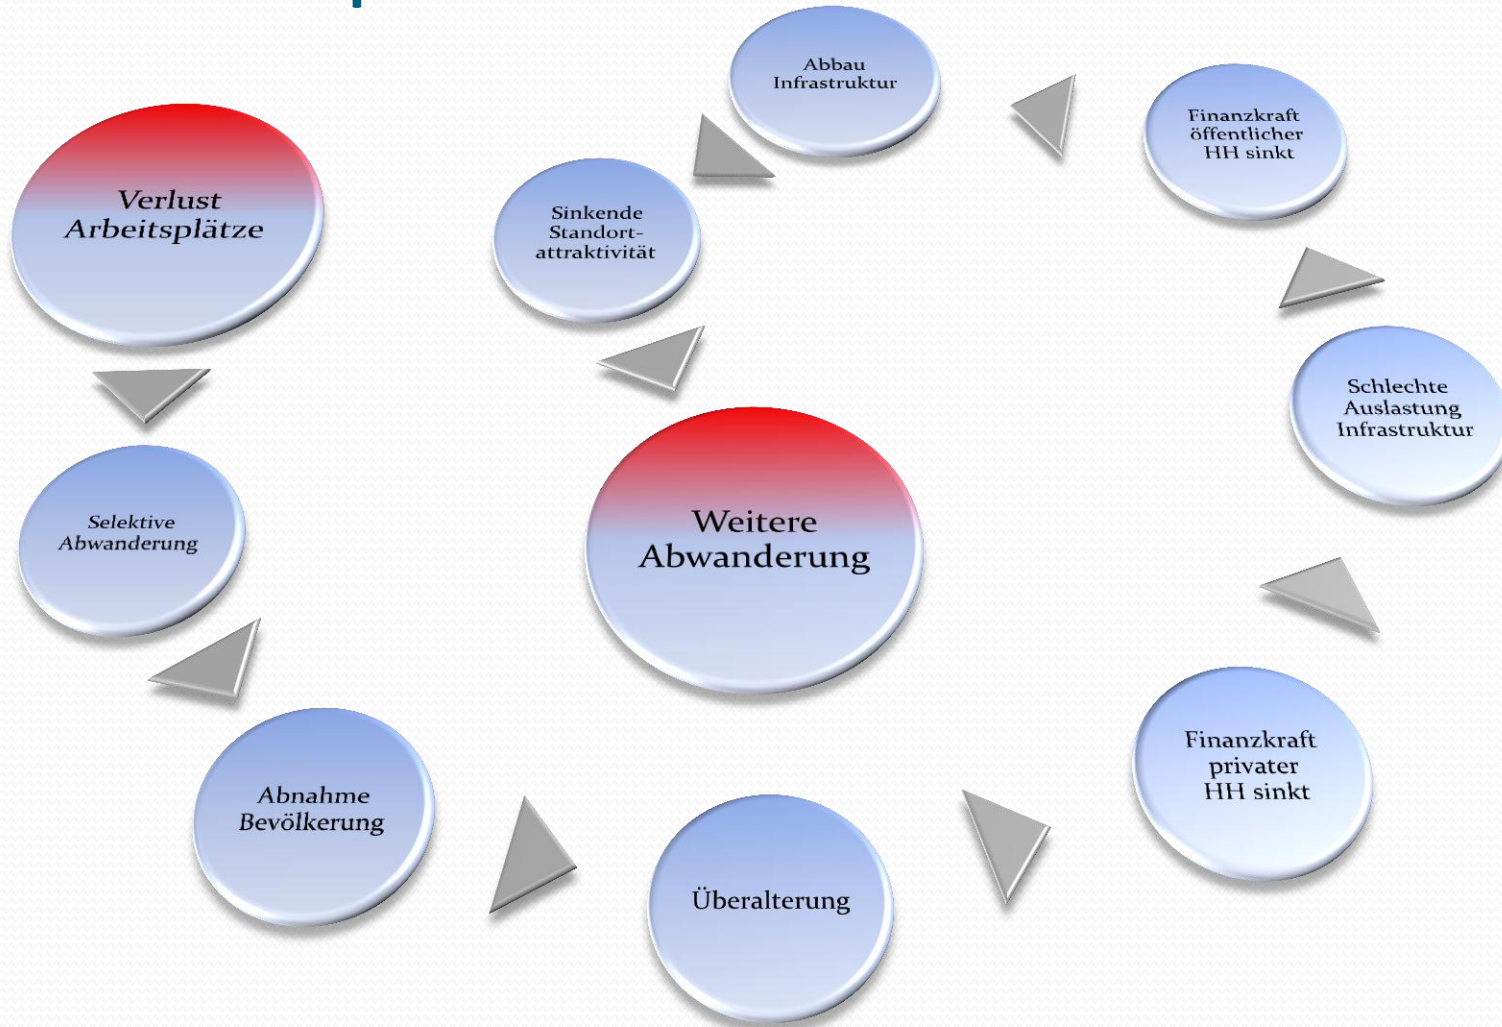 Verlust
Arbeitsplätze
Selektive
Abwanderung
Abnahme
Bevölkerung
Überalterung
Finanzkraft
privater
HH sinkt
Schlechte
Auslastung
Infrastruktur
Finanzkraft
öffentlicher
HH sinkt
Abbau
Infrastruktur
Sinkende
Standort-
attraktivität
Weitere
Abwanderung